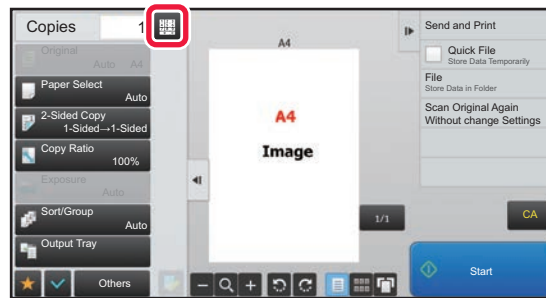 Copies 1
Original
Auto A4
Paper Select
Auto
2-Sided Copy
1-Sided→1-Sided
Copy Ratio
100%
Exposure
Auto
Sort/Group
Auto
Output Tray
Others
A4
A4
Image
1/1
Send and Print
Quick File
Store Data Temporarily
File
Store Data in Folder
Scan Original Again
Without change Settings
CA
Start